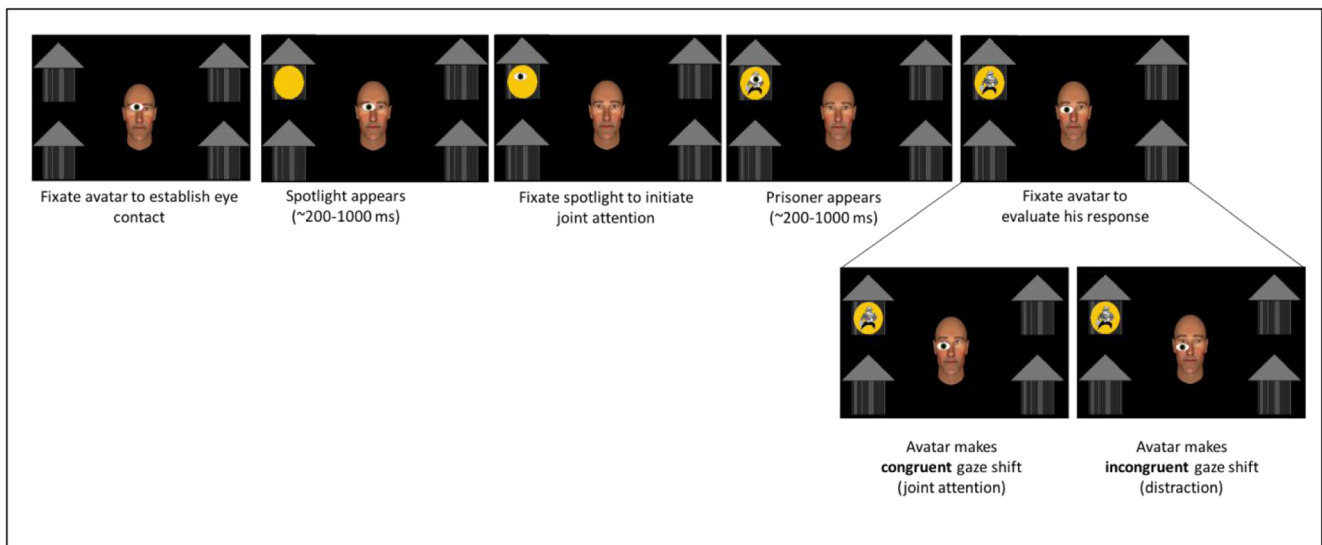 Fixate avatar to establish eye
contact
Spotlight appears
(~200-1000 ms)
Fixate spotlight to initiate
joint attention
Prisoner appears
(~200-1000 ms)
Fixate avatar to
evaluate his response
Avatar makes
congruent gaze shift
(joint attention)
Avatar makes
incongruent gaze shift
(distraction)